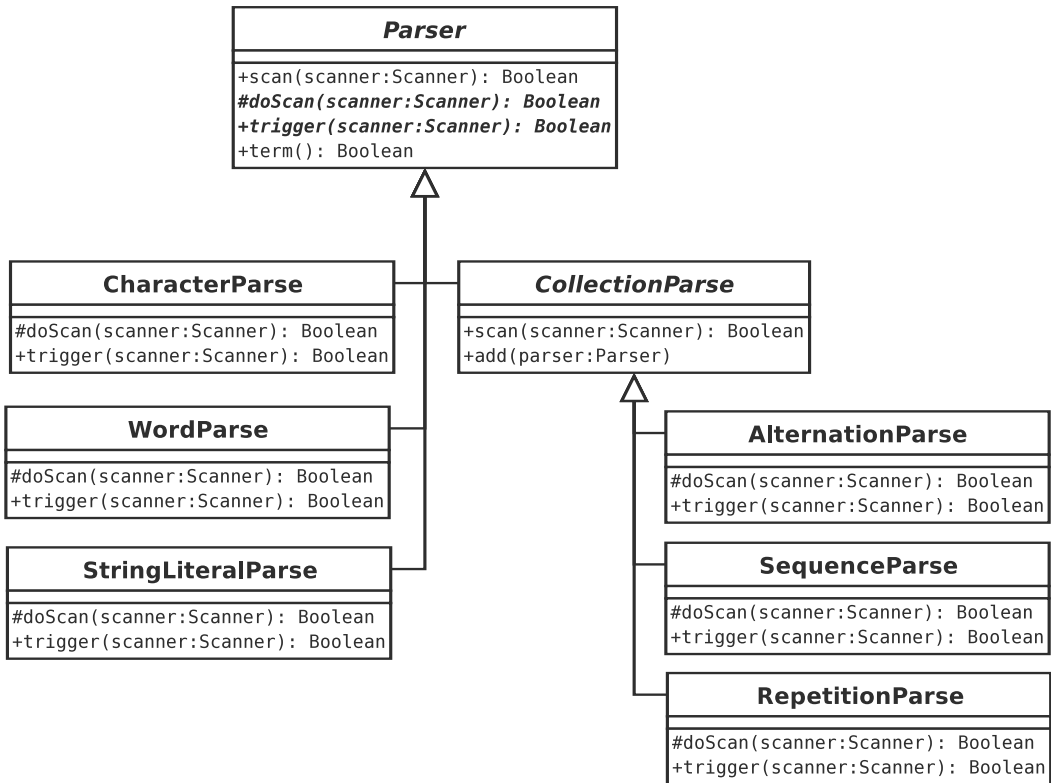 Parser
+scan(scanner:Scanner): Boolean
#doScan(scanner:Scanner): Boolean
+trigger(scanner:Scanner): Boolean
+term(): Boolean
CharacterParse
#doScan(scanner:Scanner): Boolean
+trigger(scanner:Scanner): Boolean
CollectionParse
+scan(scanner:Scanner): Boolean
+add(parser:Parser)
WordParse
#doScan(scanner:Scanner): Boolean
+trigger(scanner:Scanner): Boolean
AlternationParse
#doScan(scanner:Scanner): Boolean
+trigger(scanner:Scanner): Boolean
StringLiteralParse
#doScan(scanner:Scanner): Boolean
+trigger(scanner:Scanner): Boolean
SequenceParse
#doScan(scanner:Scanner): Boolean
+trigger(scanner:Scanner): Boolean
RepetitionParse
#doScan(scanner:Scanner): Boolean
+trigger(scanner:Scanner): Boolean